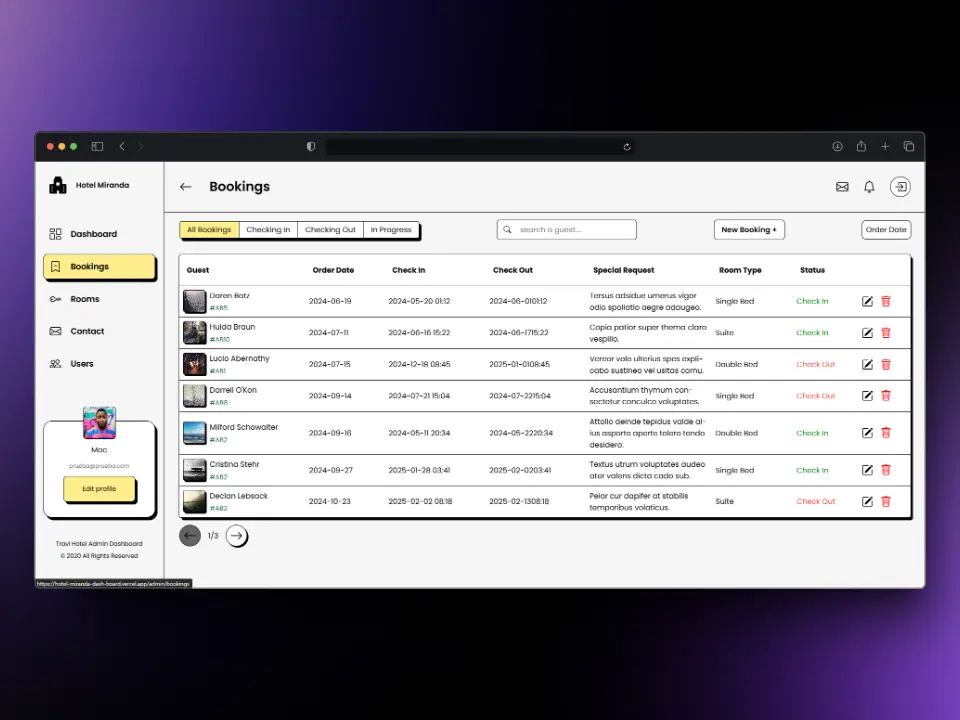 Hotel Miranda
Bookings
Dashboard
Bookings
Rooms
Contact
Users
Mac
prueba@prueba.com
Edit profile
Travl Hotel Admin Dashboard
© 2020 All Rights Reserved
https://hotel-miranda-dash-board.vercel.app/admin/bookings
All Bookings Checking In Checking Out In Progress
search a guest...
New Booking +
Order Date
Guest Order Date Check In Check Out Special Request Room Type Status
Daren Batz
#AB5
2024-06-19 2024-05-20 01:12 2024-06-0101:12
Tersus adsidue umerus vigor
odio spoliatio aegre adaugeo.
Single Bed Check In
Hulda Braun
#AB10
2024-07-11 2024-06-16 15:22 2024-06-1715:22
Copia patior super thema claro
vespillo.
Suite Check In
Lucio Abernathy
#AB1
2024-07-15 2024-12-18 08:45 2025-01-0108:45
Vereor volo ulterius spes expli-
cabo sustineo vel usitas cornu.
Double Bed Check Out
Darrell O'Kon
#AB8
2024-09-14 2024-07-21 15:04 2024-07-2215:04
Accusantium thymum con-
sectetur conculco voluptates.
Single Bed Check Out
Milford Schowalter
#AB2
2024-09-16 2024-05-11 20:34 2024-05-2220:34
Attollo deinde tepidus valde al-
ius asporto aperte tolero tendo
desidero.
Double Bed Check In
Cristina Stehr
#AB2
2024-09-27 2025-01-28 03:41 2025-02-0203:41
Textus utrum voluptates audeo
ater valens dicta cado sub.
Single Bed Check In
Declan Lebsack
#AB2
2024-10-23 2025-02-02 08:18 2025-02-1308:18
Peior cur dapifer at stabilis
temporibus volaticus.
Suite Check Out
1/3